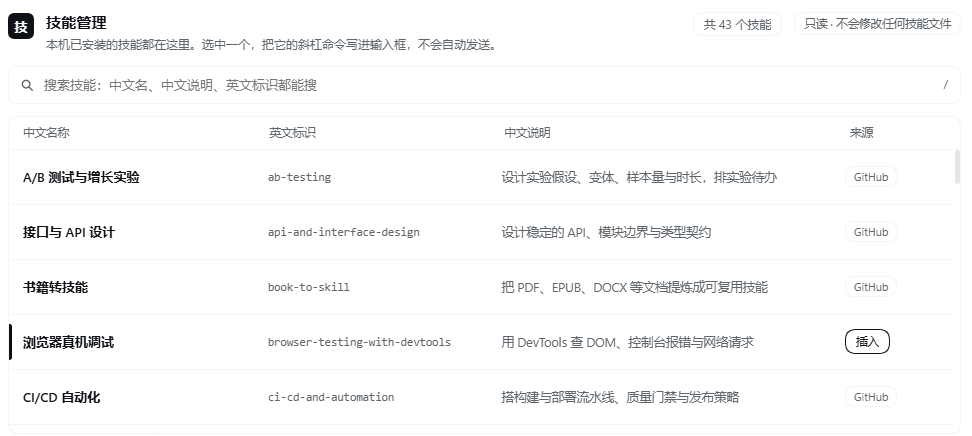 技 技能管理 共 43 个技能 只读 · 不会修改任何技能文件
本机已安装的技能都在这里。选中一个，把它的斜杠命令写进输入框，不会自动发送。
搜索技能：中文名、中文说明、英文标识都能搜 /
中文名称 英文标识 中文说明 来源
A/B 测试与增长实验 ab-testing 设计实验假设、变体、样本量与时长，排实验待办 GitHub
接口与 API 设计 api-and-interface-design 设计稳定的 API、模块边界与类型契约 GitHub
书籍转技能 book-to-skill 把 PDF、EPUB、DOCX 等文档提炼成可复用技能 GitHub
浏览器真机调试 browser-testing-with-devtools 用 DevTools 查 DOM、控制台报错与网络请求 插入
CI/CD 自动化 ci-cd-and-automation 搭构建与部署流水线、质量门禁与发布策略 GitHub